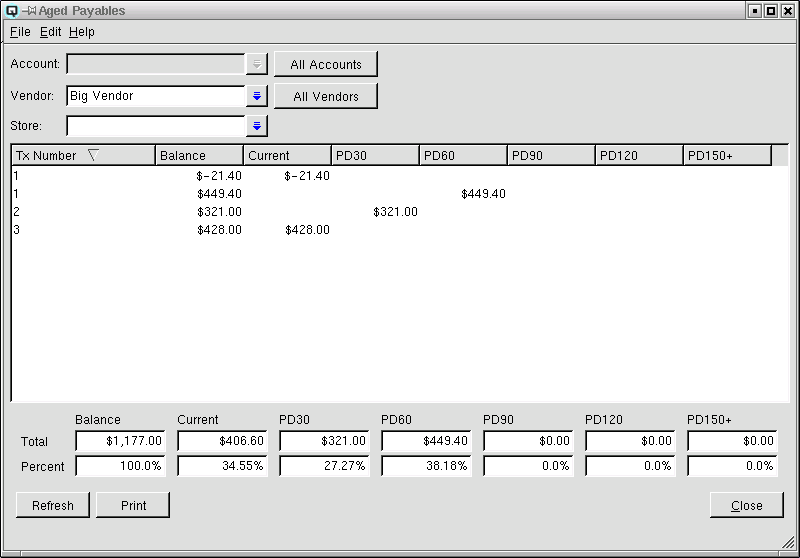 Aged Payables
File Edit Help
Account: All Accounts
Vendor: Big Vendor All Vendors
Store:
Tx Number Balance Current PD30 PD60 PD90 PD120 PD150+
1 $-21.40 $-21.40
1 $449.40 $449.40
2 $321.00 $321.00
3 $428.00 $428.00
Balance Current PD30 PD60 PD90 PD120 PD150+
Total $1,177.00 $406.60 $321.00 $449.40 $0.00 $0.00 $0.00
Percent 100.0% 34.55% 27.27% 38.18% 0.0% 0.0% 0.0%
Refresh Print Close